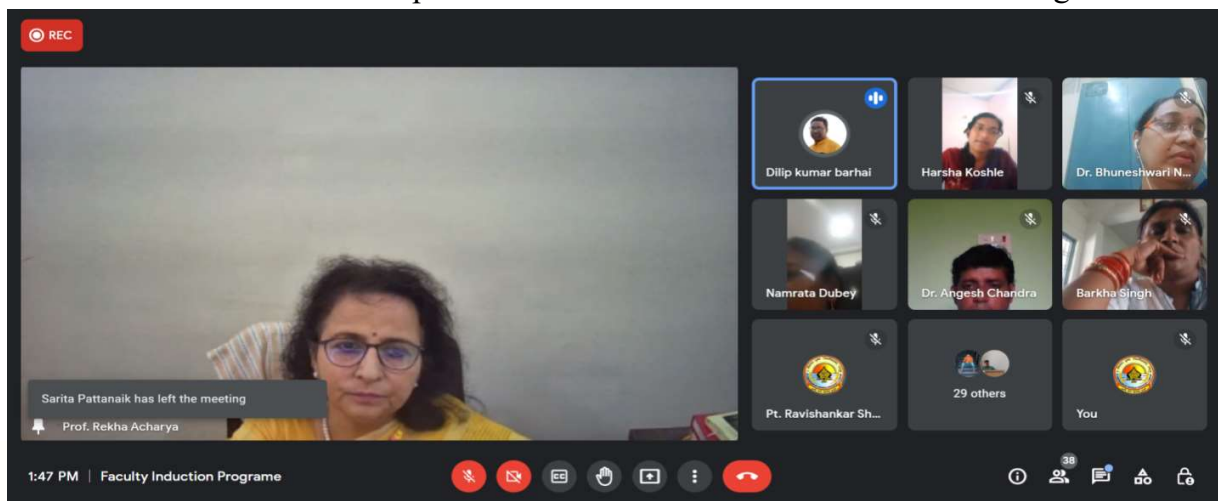 REC
Dilip kumar barhai
Harsha Koshle
Dr. Bhuneshwari N...
Namrata Dubey
Dr. Angesh Chandra
Barkha Singh
Sarita Pattanaik has left the meeting
Prof. Rekha Acharya
Pt. Ravishankar Sh...
29 others
You
1:47 PM | Faculty Induction Programe
CC
38